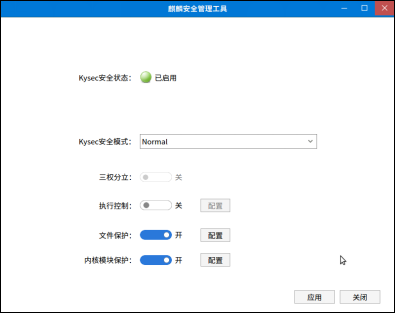 麒麟安全管理工具
Kysec安全状态： 已启用
Kysec安全模式： Normal
三权分立： 关
执行控制： 关 配置
文件保护： 开 配置
内核模块保护： 开 配置
应用 关闭